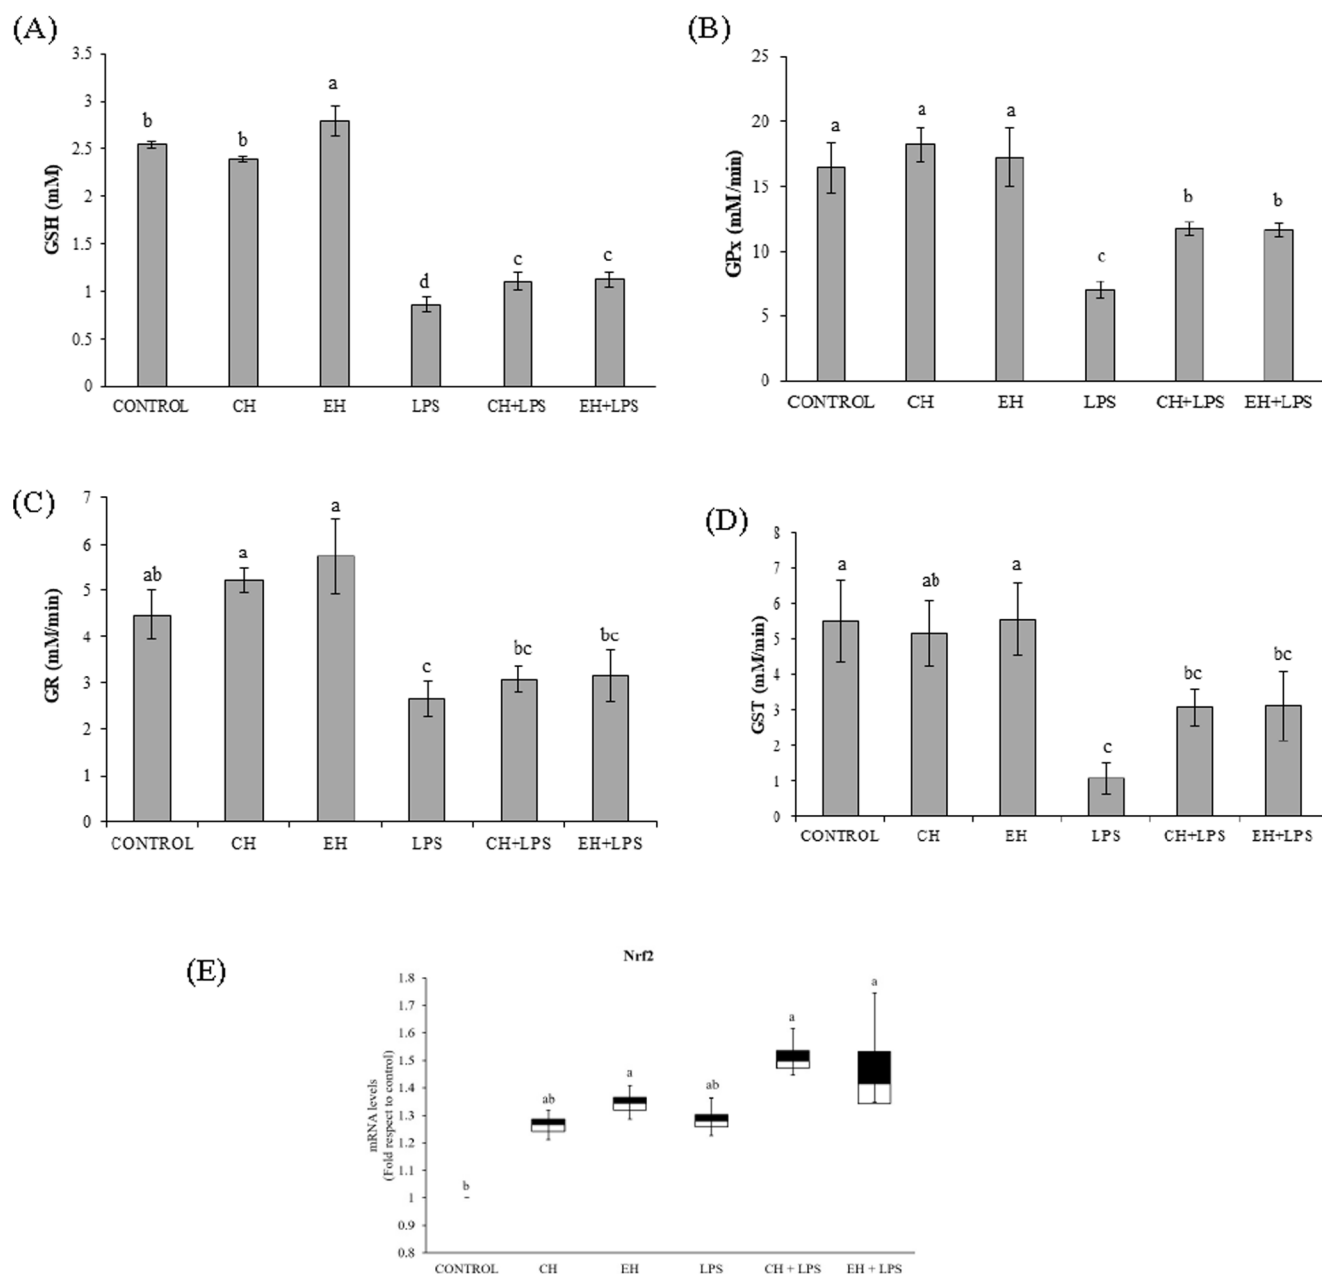 (A)
3.5
3
2.5
2
1.5
1
0.5
0
GSH (mM)
b
b
a
d
c
c
CONTROL CH EH LPS CH+LPS EH+LPS
(B)
25
20
15
10
5
0
GPx (mM/min)
a
a
a
c
b
b
CONTROL CH EH LPS CH+LPS EH+LPS
(C)
7
6
5
4
3
2
1
0
GR (mM/min)
ab
a
a
c
bc
bc
CONTROL CH EH LPS CH+LPS EH+LPS
(D)
8
7
6
5
4
3
2
1
0
GST (mM/min)
a
ab
a
c
bc
bc
CONTROL CH EH LPS CH+LPS EH+LPS
(E)
Nrf2
1.8
1.7
1.6
1.5
1.4
1.3
1.2
1.1
1
0.9
0.8
mRNA levels
(Fold respect to control)
b
ab
a
ab
a
a
CONTROL CH EH LPS CH + LPS EH + LPS